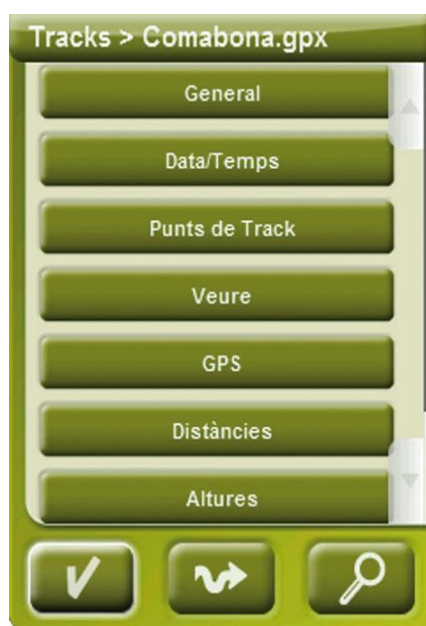 Tracks > Comabona.gpx
General
Data/Temps
Punts de Track
Veure
GPS
Distàncies
Altures